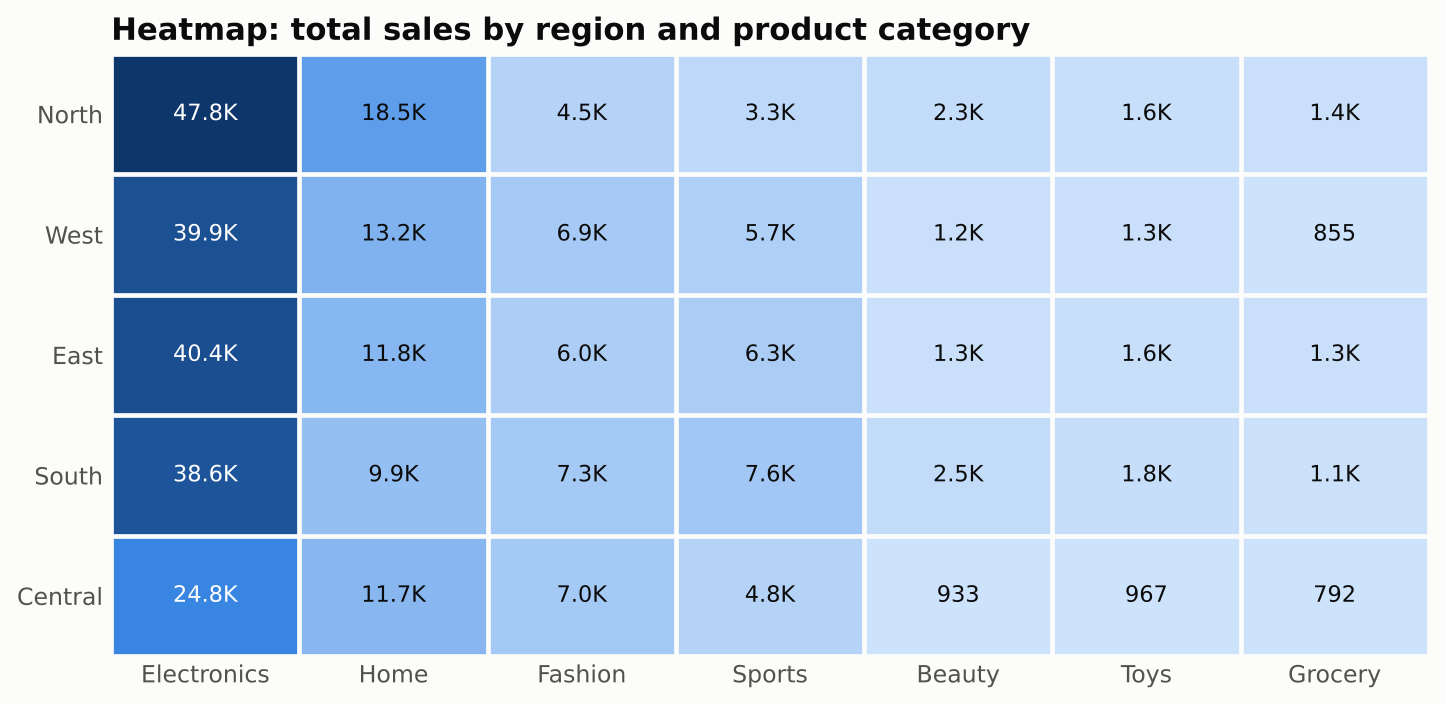 Heatmap: total sales by region and product category
North 47.8K 18.5K 4.5K 3.3K 2.3K 1.6K 1.4K
West 39.9K 13.2K 6.9K 5.7K 1.2K 1.3K 855
East 40.4K 11.8K 6.0K 6.3K 1.3K 1.6K 1.3K
South 38.6K 9.9K 7.3K 7.6K 2.5K 1.8K 1.1K
Central 24.8K 11.7K 7.0K 4.8K 933 967 792
Electronics Home Fashion Sports Beauty Toys Grocery